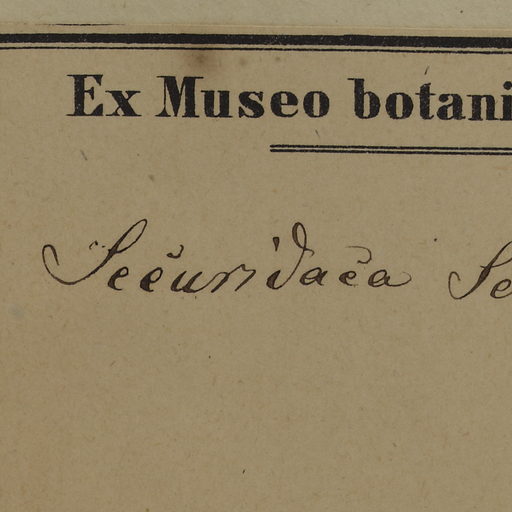 Ex Museo botani
Securidaca Se